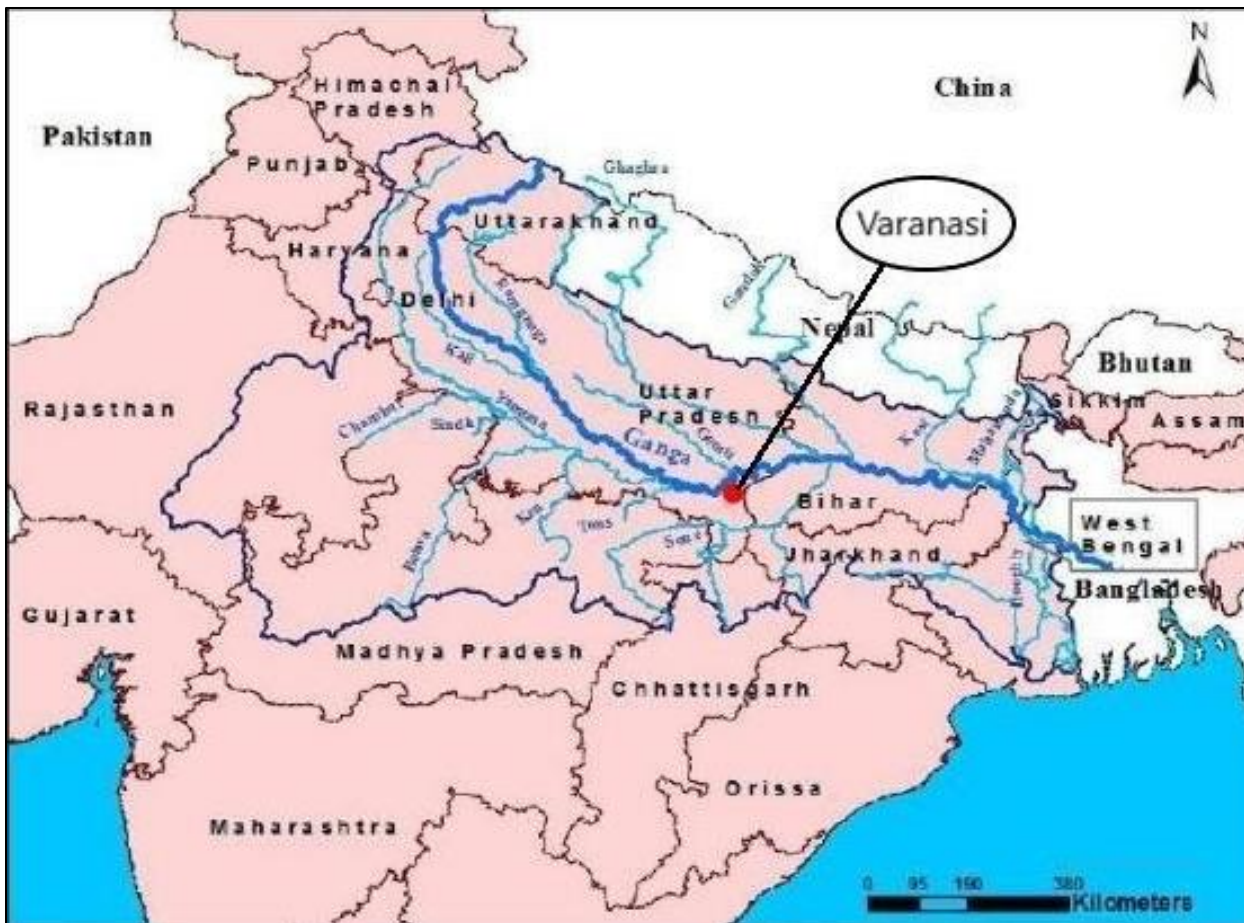 N
China
Himachal
Pradesh
Pakistan
Punjab
Ghaghra
Varanasi
Uttarakhand
Haryana
Delhi
Ramganga
Gandak
Nepal
Bhutan
Kali
Sikkim
Rajasthan
Uttar
Pradesh
Assam
Chambal
Yamuna
Sindh
Gomti
Kosi
Mahananda
Ganga
Bihar
Ken
Tons
Sone
West
Bengal
Betwa
Jharkhand
Hooghly
Bangladesh
Gujarat
Madhya Pradesh
Chhattisgarh
Orissa
Maharashtra
0 95 190 380
Kilometers